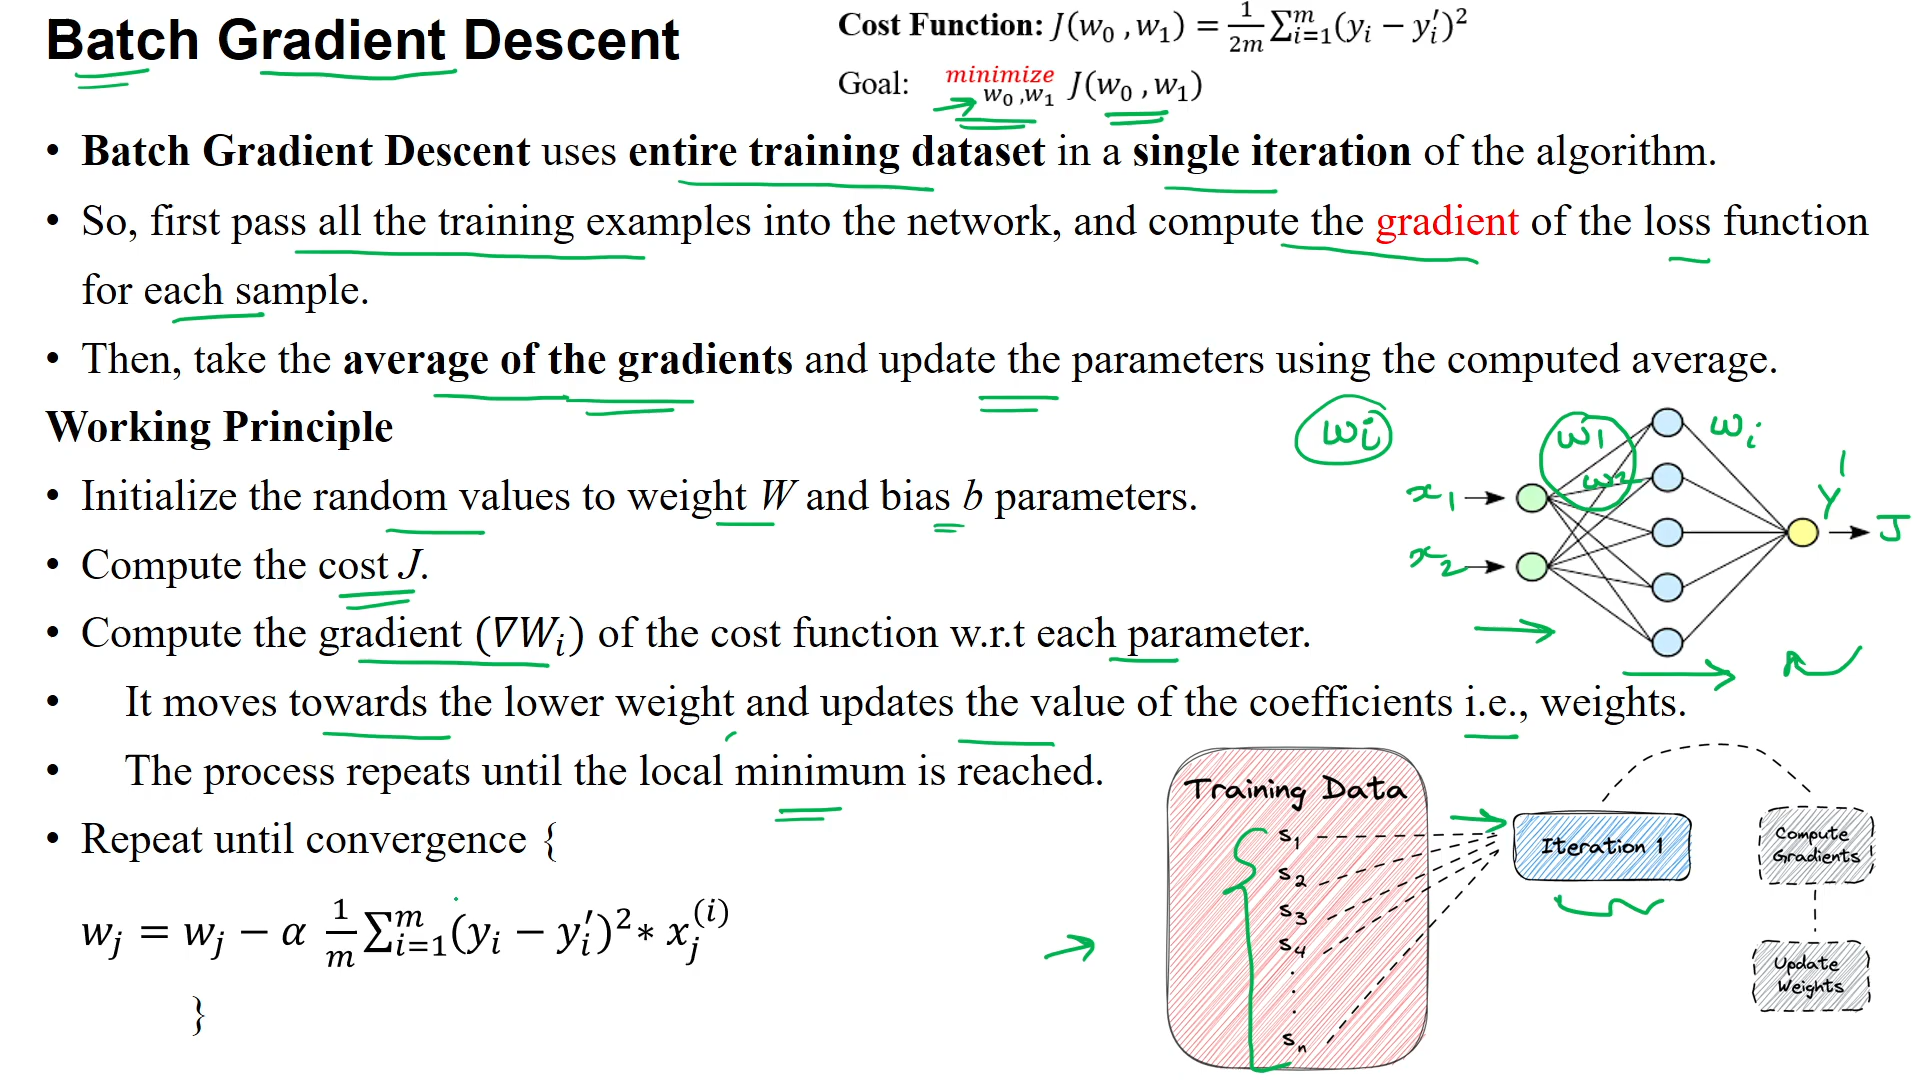 Batch Gradient Descent
Cost Function: J(w₀ , w₁) = 1/2m ∑ᵢ₌₁ᵐ(yᵢ − yᵢ′)²
Goal: minimize w₀ ,w₁ J(w₀ , w₁)
• Batch Gradient Descent uses entire training dataset in a single iteration of the algorithm.
• So, first pass all the training examples into the network, and compute the gradient of the loss function
for each sample.
• Then, take the average of the gradients and update the parameters using the computed average.
Working Principle
• Initialize the random values to weight W and bias b parameters.
• Compute the cost J.
• Compute the gradient (∇Wᵢ) of the cost function w.r.t each parameter.
• It moves towards the lower weight and updates the value of the coefficients i.e., weights.
• The process repeats until the local minimum is reached.
• Repeat until convergence {
wⱼ = wⱼ − α 1/m ∑ᵢ₌₁ᵐ(yᵢ − yᵢ′)² ∗ xⱼ⁽ⁱ⁾
}
wi
w1
w2
wi
x1
x2
y'
J
Training Data
S1
S2
S3
S4
.
.
.
Sn
Iteration 1
Compute
Gradients
Update
Weights